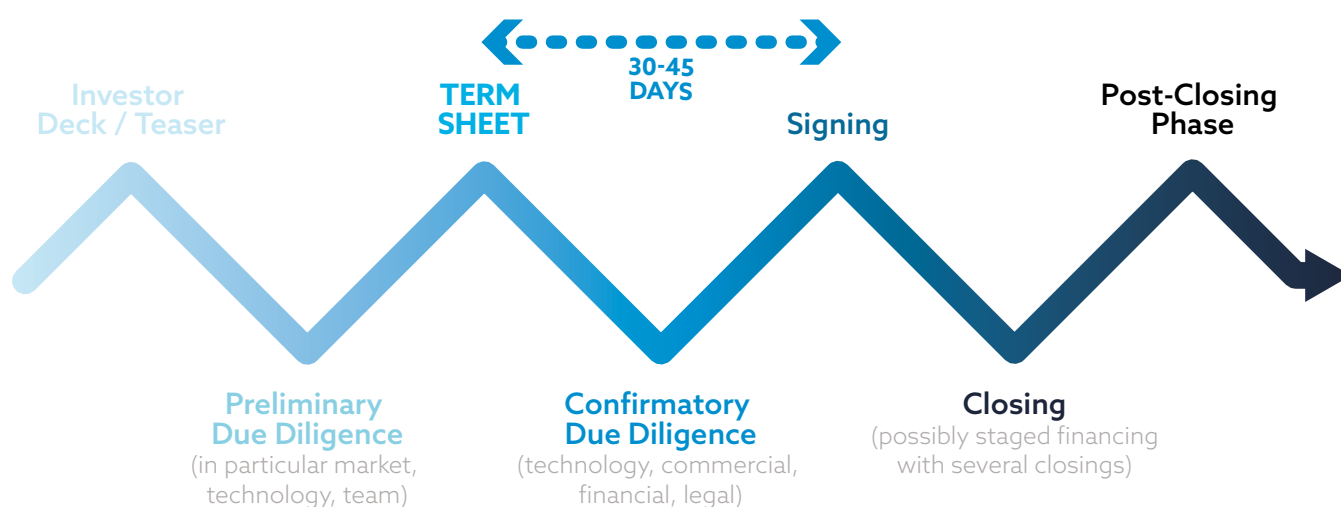 30-45
DAYS
Investor
Deck / Teaser
TERM
SHEET
Signing
Post-Closing
Phase
Preliminary
Due Diligence
(in particular market,
technology, team)
Confirmatory
Due Diligence
(technology, commercial,
financial, legal)
Closing
(possibly staged financing
with several closings)